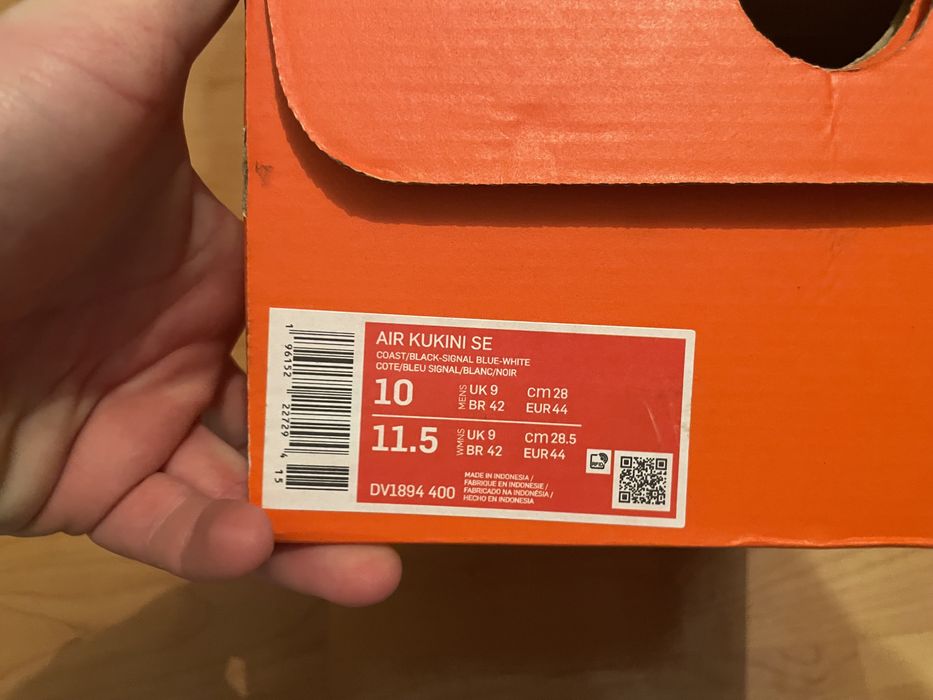 AIR KUKINI SE
COAST/BLACK-SIGNAL BLUE-WHITE
COTE/BLEU SIGNAL/BLANC/NOIR
10 MENS UK 9 cm 28
BR 42 EUR 44
11.5 WMNS UK 9 cm 28.5
BR 42 EUR 44
DV1894 400
MADE IN INDONESIA /
FABRIQUE EN INDONESIE /
FABRICADO NA INDONÉSIA /
HECHO EN INDONESIA
RFID
1 96152 22729 4 15